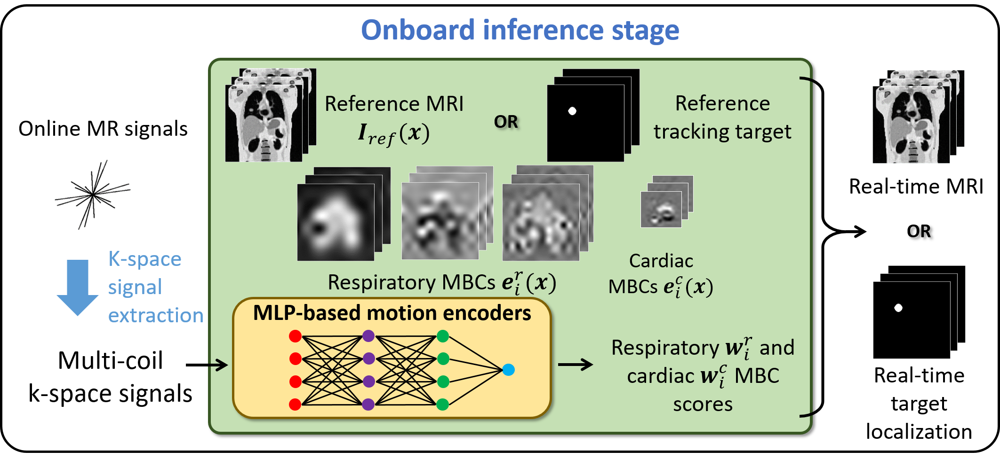 Onboard inference stage
Online MR signals
K-space
signal
extraction
Multi-coil
k-space signals
Reference MRI
I_ref(x)
OR
Reference
tracking target
Respiratory MBCs e_i^r(x)
Cardiac
MBCs e_i^c(x)
MLP-based motion encoders
Respiratory w_i^r and
cardiac w_i^c MBC
scores
Real-time MRI
OR
Real-time
target
localization